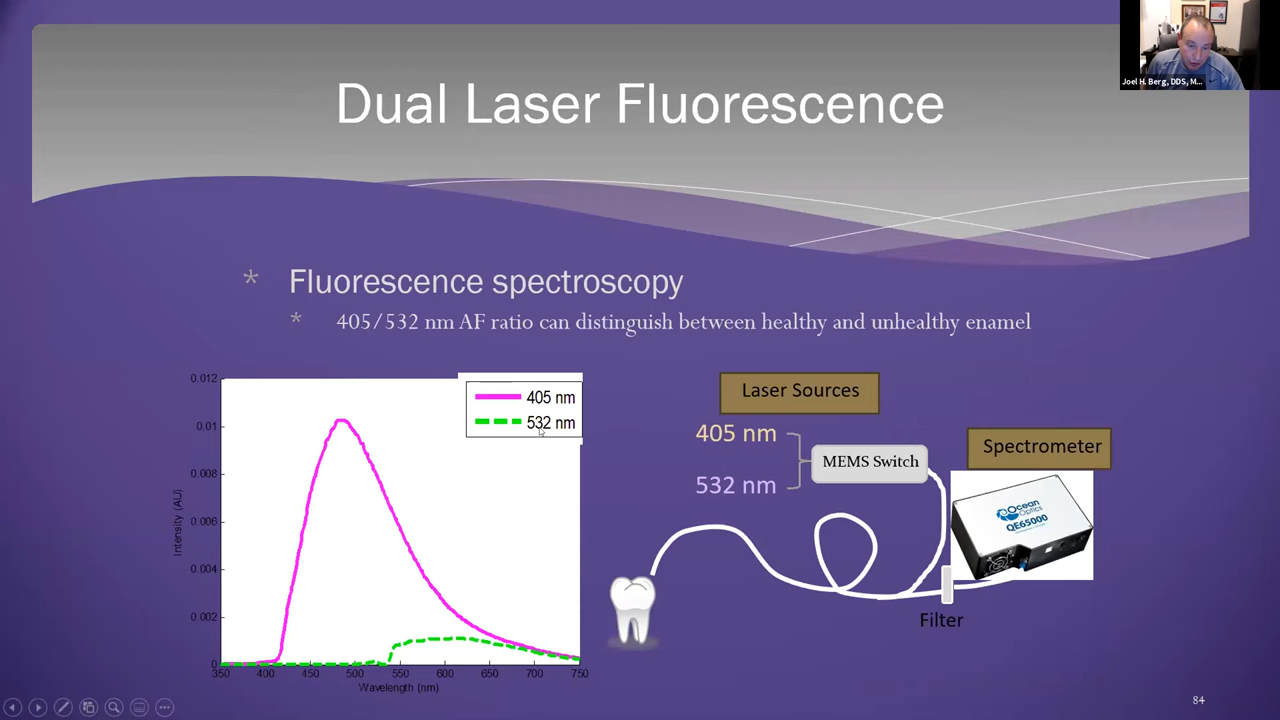 Joel H. Berg, DDS, M...
Dual Laser Fluorescence
* Fluorescence spectroscopy
* 405/532 nm AF ratio can distinguish between healthy and unhealthy enamel
0.012
0.01
0.008
0.006
0.004
0.002
0
Intensity (AU)
405 nm
532 nm
350 400 450 500 550 600 650 700 750
Wavelength (nm)
Laser Sources
405 nm
532 nm
MEMS Switch
Spectrometer
Ocean
Optics
QE65000
Filter
84